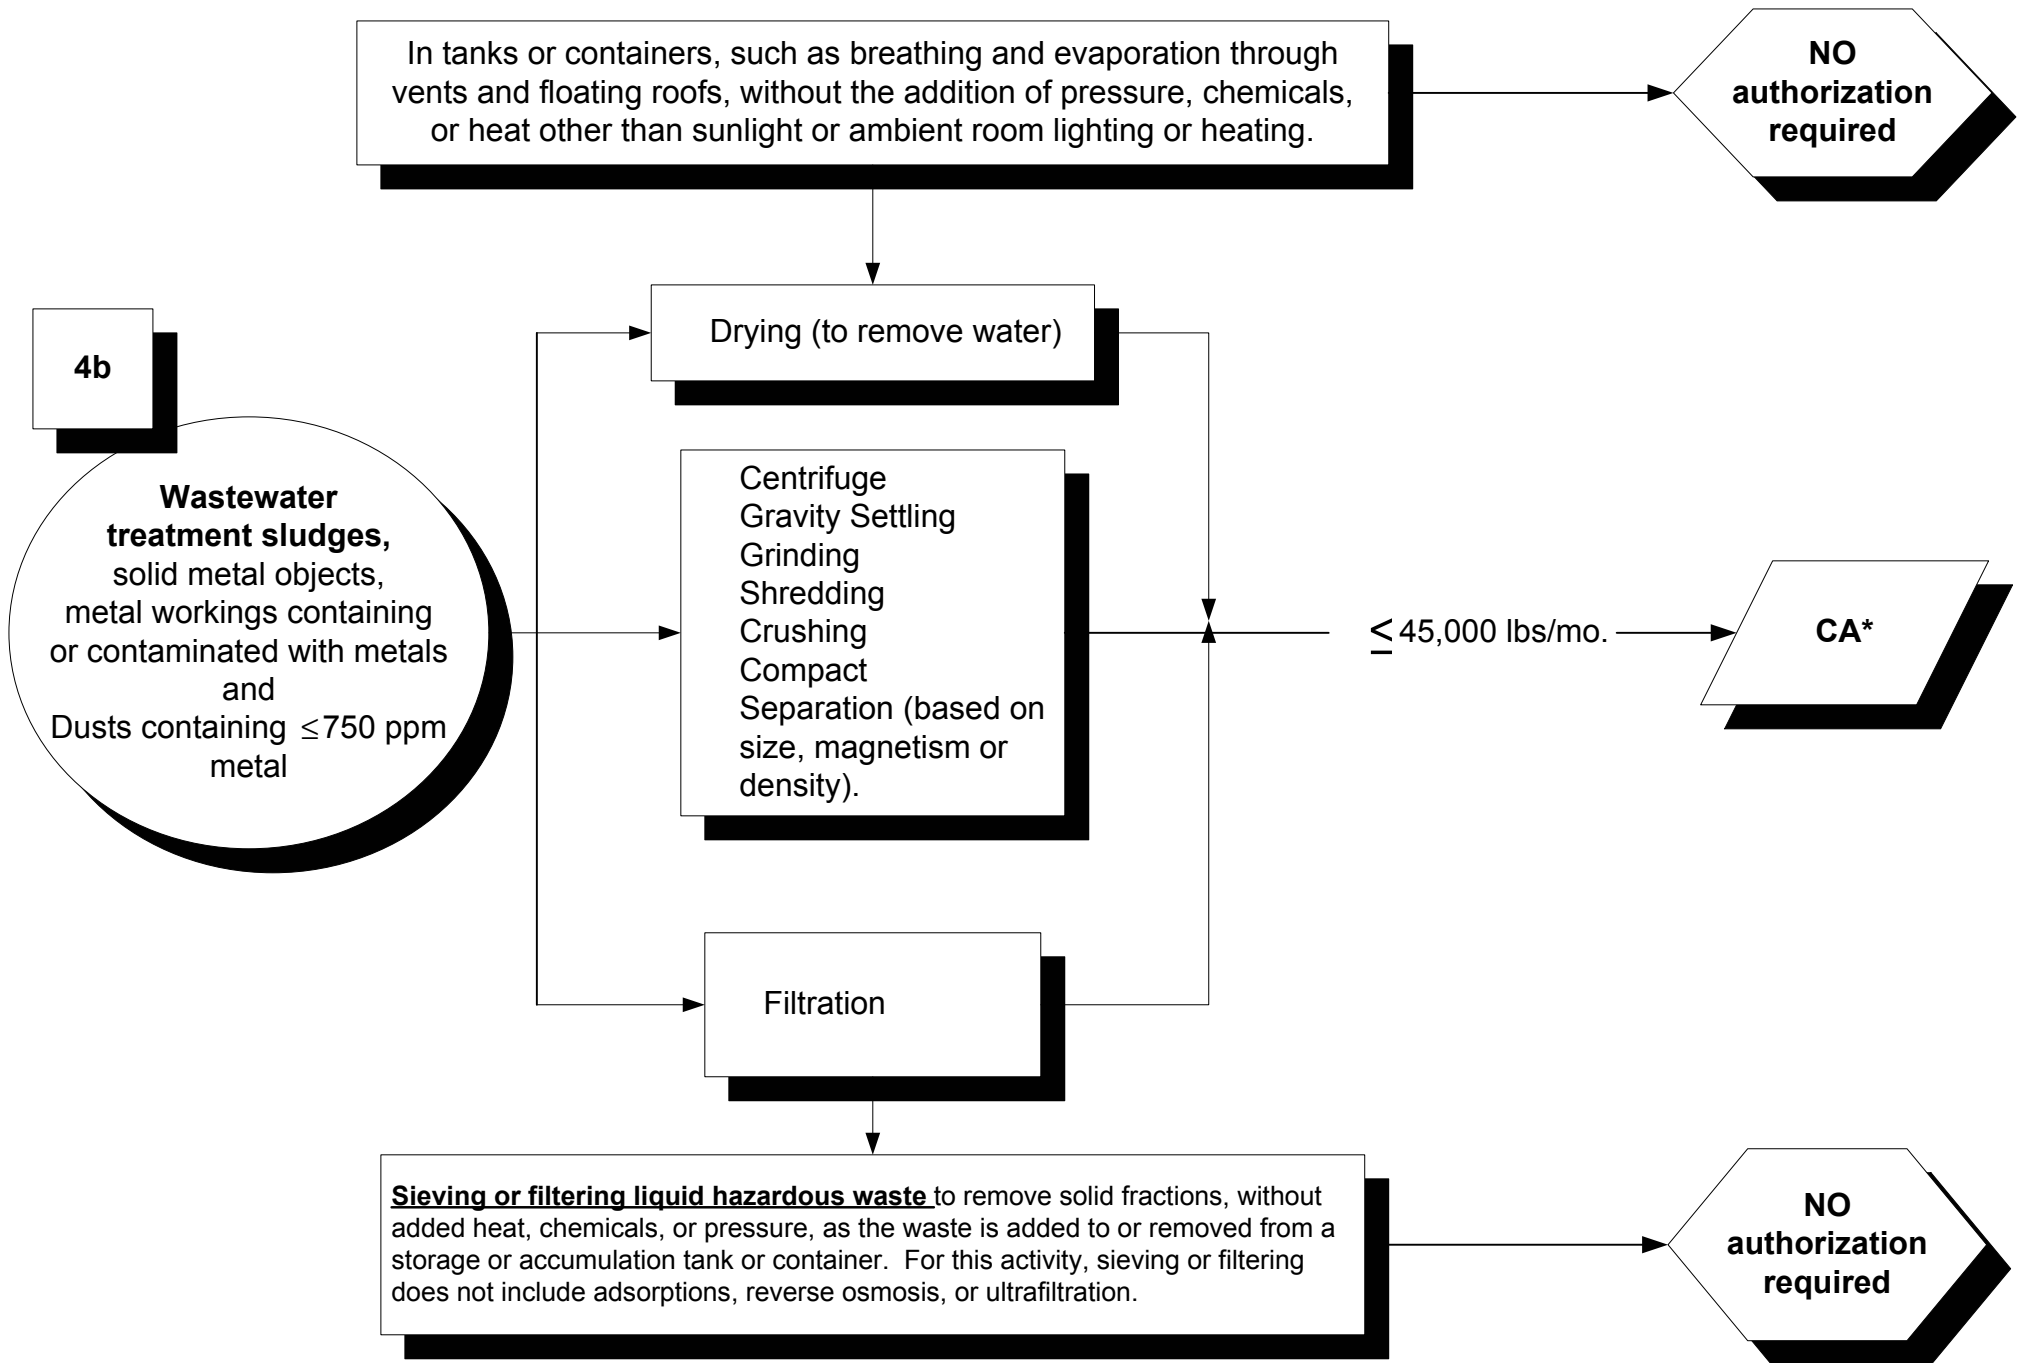 In tanks or containers, such as breathing and evaporation through
vents and floating roofs, without the addition of pressure, chemicals,
or heat other than sunlight or ambient room lighting or heating.
NO
authorization
required
Drying (to remove water)
4b
Wastewater
treatment sludges,
solid metal objects,
metal workings containing
or contaminated with metals
and
Dusts containing ≤750 ppm
metal
Centrifuge
Gravity Settling
Grinding
Shredding
Crushing
Compact
Separation (based on
size, magnetism or
density).
≤ 45,000 lbs/mo.
CA*
Filtration
Sieving or filtering liquid hazardous waste to remove solid fractions, without
added heat, chemicals, or pressure, as the waste is added to or removed from a
storage or accumulation tank or container.  For this activity, sieving or filtering
does not include adsorptions, reverse osmosis, or ultrafiltration.
NO
authorization
required